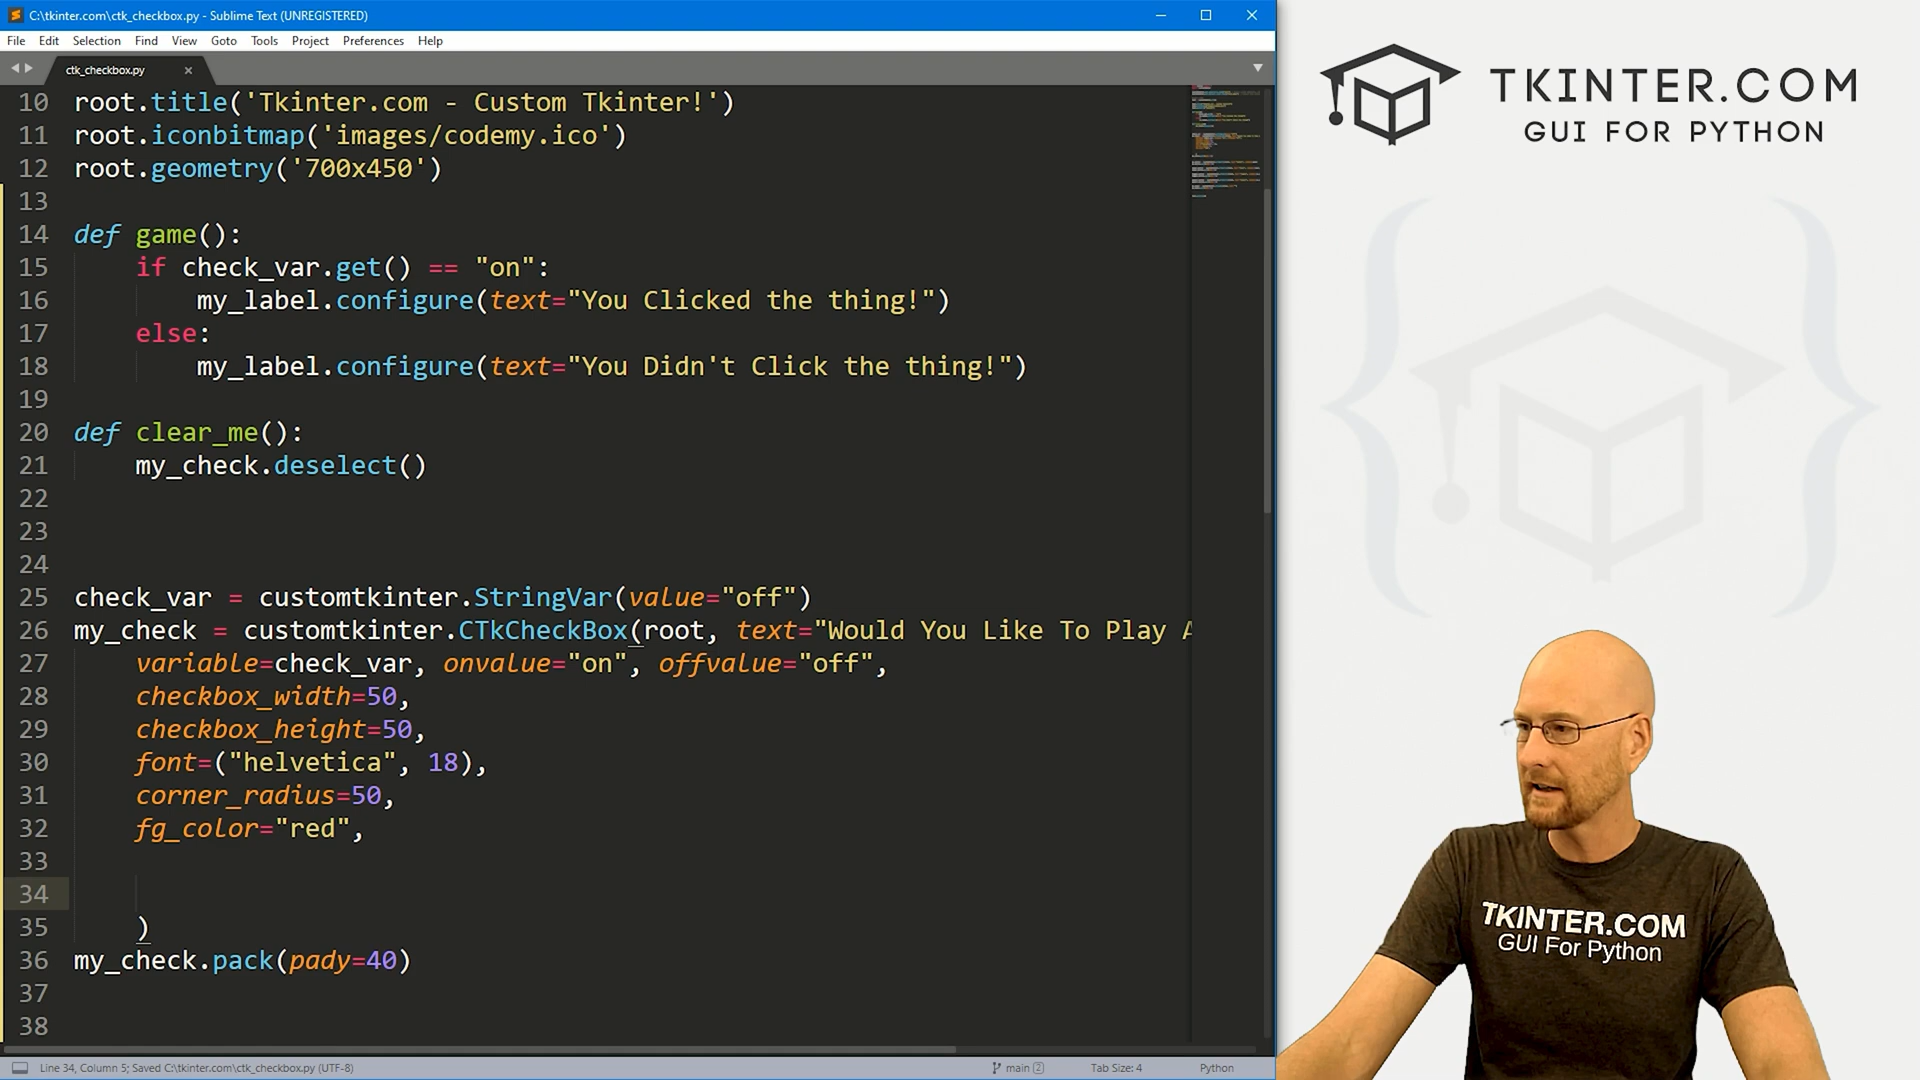 C:\tkinter.com\ctk_checkbox.py - Sublime Text (UNREGISTERED)
File Edit Selection Find View Goto Tools Project Preferences Help
ctk_checkbox.py
10 root.title('Tkinter.com - Custom Tkinter!')
11 root.iconbitmap('images/codemy.ico')
12 root.geometry('700x450')
13
14 def game():
15     if check_var.get() == "on":
16         my_label.configure(text="You Clicked the thing!")
17     else:
18         my_label.configure(text="You Didn't Click the thing!")
19
20 def clear_me():
21     my_check.deselect()
22
23
24
25 check_var = customtkinter.StringVar(value="off")
26 my_check = customtkinter.CTkCheckBox(root, text="Would You Like To Play A
27     variable=check_var, onvalue="on", offvalue="off",
28     checkbox_width=50,
29     checkbox_height=50,
30     font=("helvetica", 18),
31     corner_radius=50,
32     fg_color="red",
33
34
35     )
36 my_check.pack(pady=40)
37
38
Line 34, Column 5; Saved C:\tkinter.com\ctk_checkbox.py (UTF-8)
main 2
Tab Size: 4
Python
TKINTER.COM
GUI FOR PYTHON
TKINTER.COM
GUI For Python